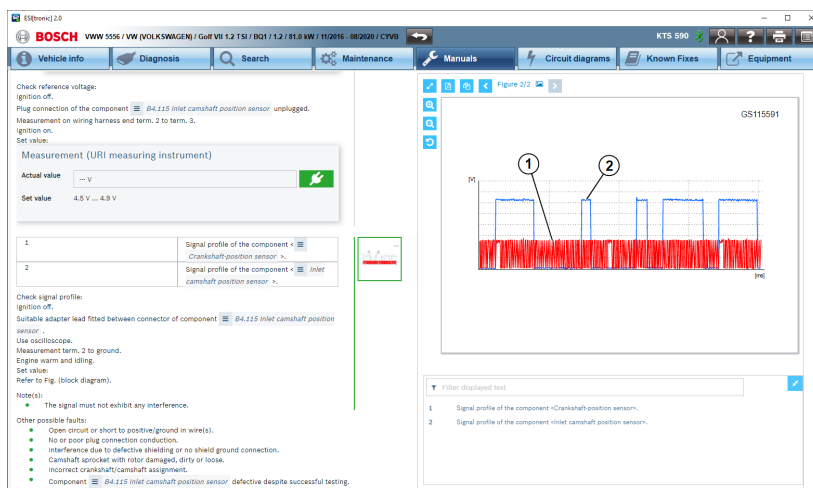 ESI[tronic] 2.0
BOSCH VWW 5556 / VW (VOLKSWAGEN) / Golf VII 1.2 TSI / BQ1 / 1.2 / 81.0 kW / 11/2016 - 08/2020 / CYVB
KTS 590
Vehicle info
Diagnosis
Search
Maintenance
Manuals
Circuit diagrams
Known Fixes
Equipment
Check reference voltage:
Ignition off.
Plug connection of the component B4.115 Inlet camshaft position sensor unplugged.
Measurement on wiring harness end term. 2 to term. 3.
Ignition on.
Set value:
Measurement (URI measuring instrument)
Actual value --- V
Set value 4.5 V ... 4.9 V
1 Signal profile of the component <
Crankshaft-position sensor >.
2 Signal profile of the component < Inlet
camshaft position sensor >.
Check signal profile:
Ignition off.
Suitable adapter lead fitted between connector of component B4.115 Inlet camshaft position
sensor .
Use oscilloscope.
Measurement term. 2 to ground.
Engine warm and idling.
Set value:
Refer to Fig. (block diagram).
Note(s):
The signal must not exhibit any interference.
Other possible faults:
Open circuit or short to positive/ground in wire(s).
No or poor plug connection conduction.
Interference due to defective shielding or no shield ground connection.
Camshaft sprocket with rotor damaged, dirty or loose.
Incorrect crankshaft/camshaft assignment.
Component B4.115 Inlet camshaft position sensor defective despite successful testing.
Figure 2/2
GS115591
1
2
[V]
[ms]
Filter displayed text
1 Signal profile of the component <Crankshaft-position sensor>.
2 Signal profile of the component <Inlet camshaft position sensor>.